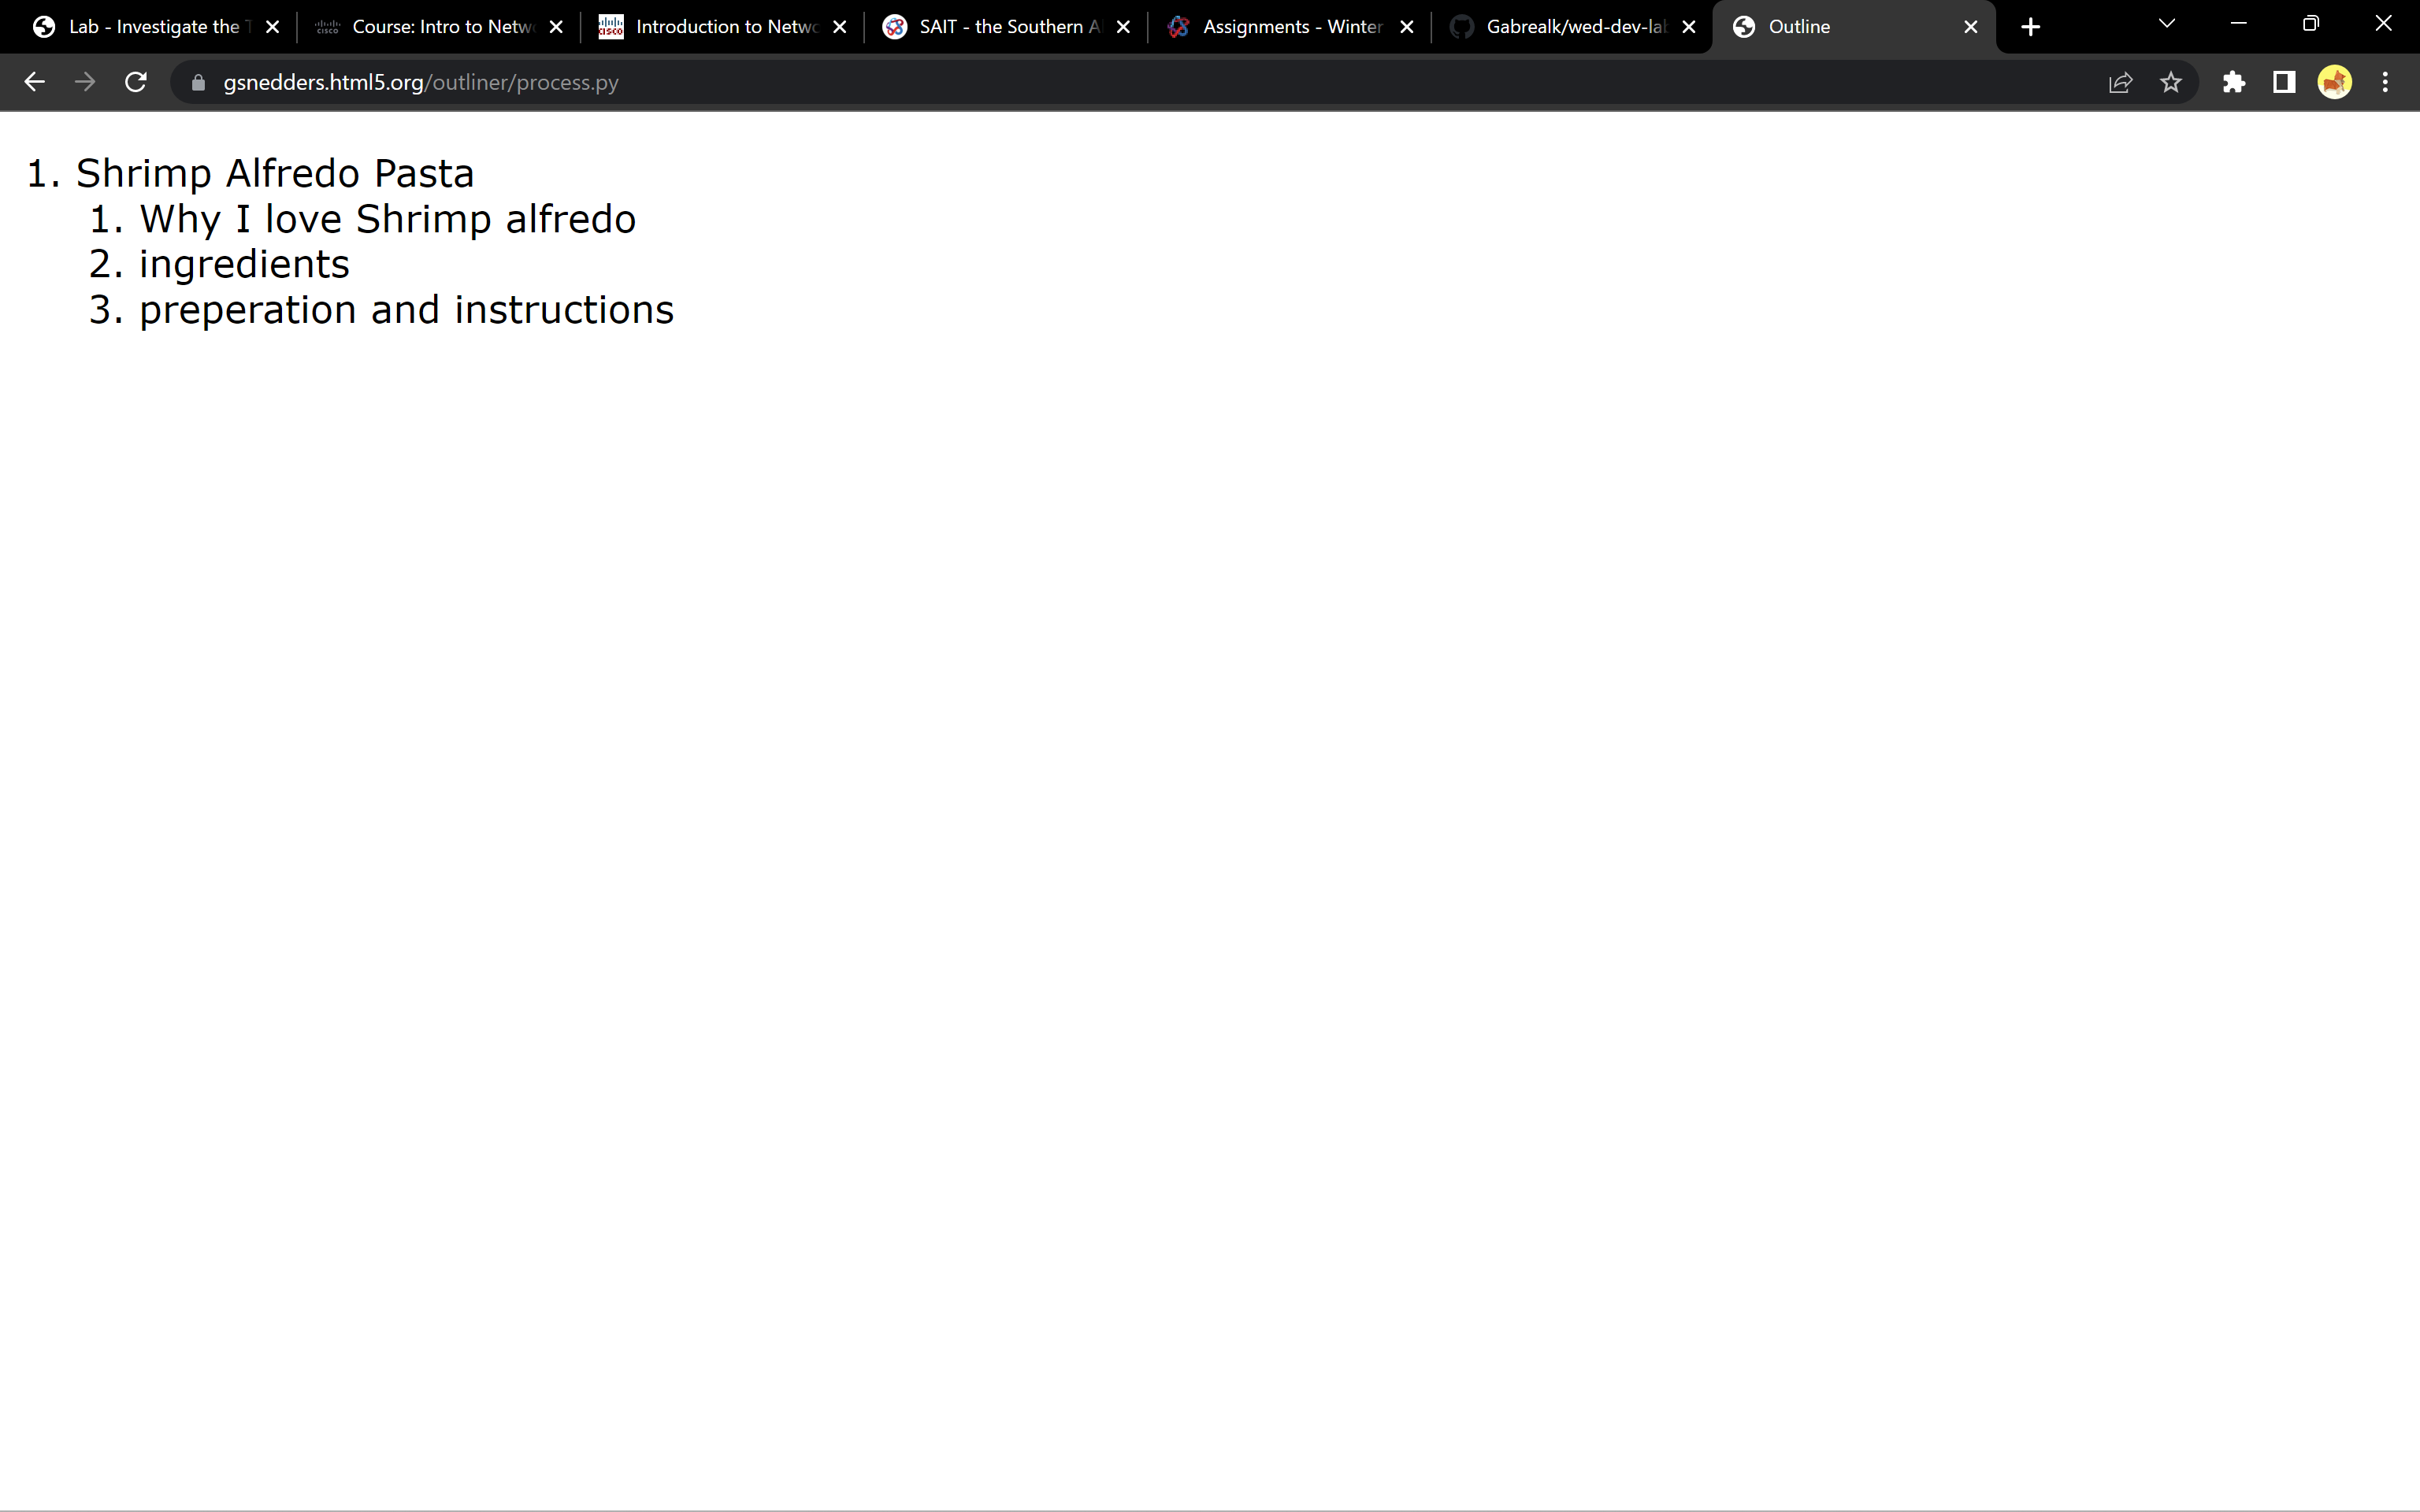 Lab - Investigate the
Course: Intro to Netw
Introduction to Netwo
SAIT - the Southern A
Assignments - Winter
Gabrealk/wed-dev-lab
Outline
gsnedders.html5.org/outliner/process.py
1. Shrimp Alfredo Pasta
1. Why I love Shrimp alfredo
2. ingredients
3. preperation and instructions